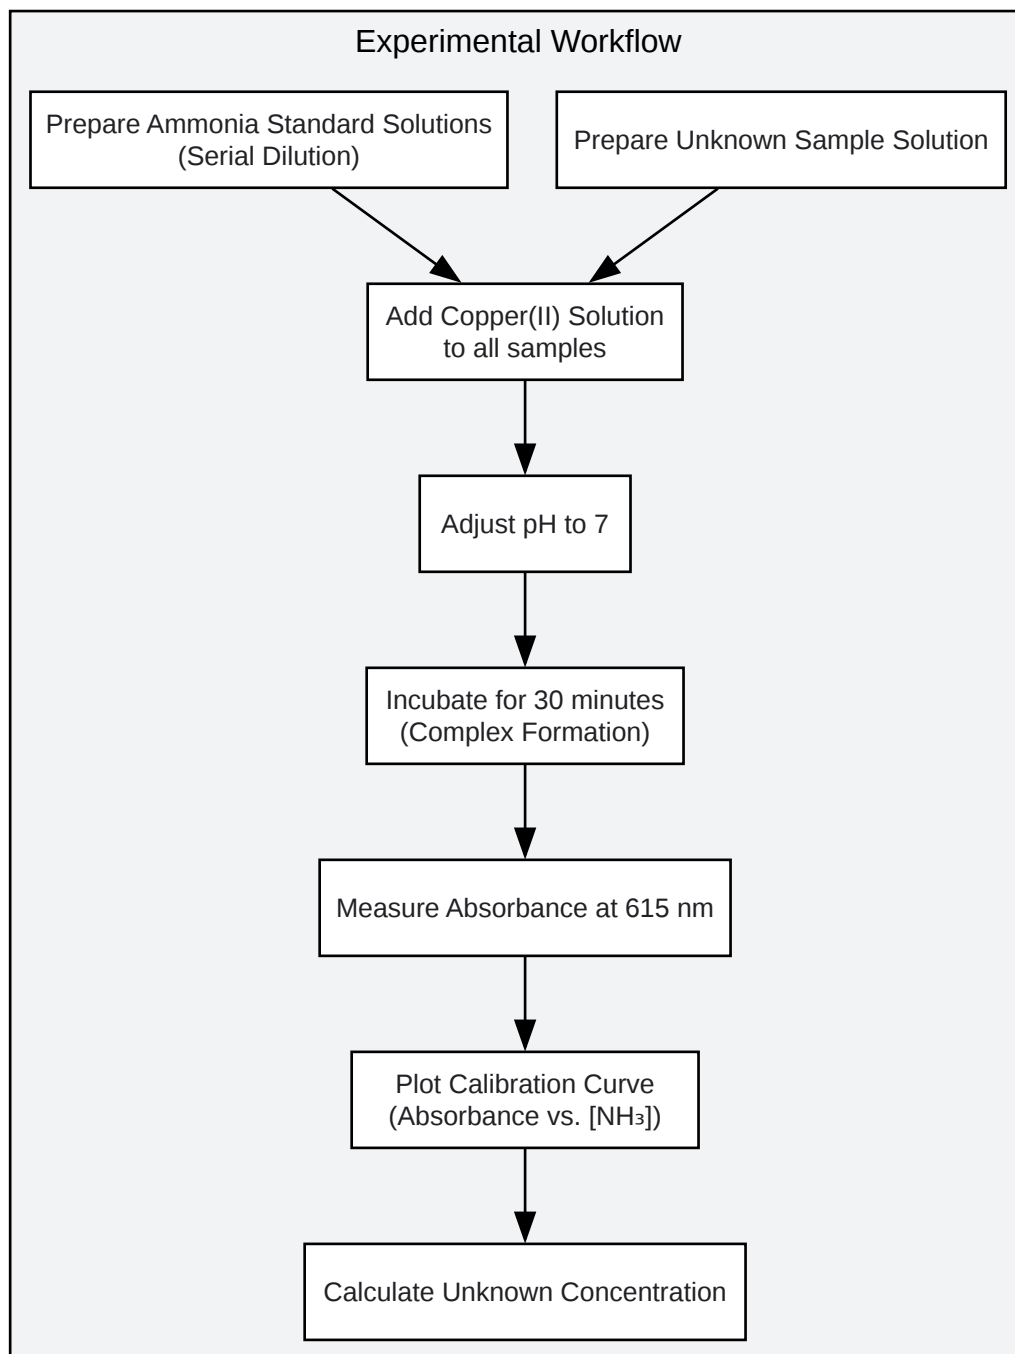 Experimental Workflow
Prepare Ammonia Standard Solutions
(Serial Dilution)
Prepare Unknown Sample Solution
Add Copper(II) Solution
to all samples
Adjust pH to 7
Incubate for 30 minutes
(Complex Formation)
Measure Absorbance at 615 nm
Plot Calibration Curve
(Absorbance vs. [NH₃])
Calculate Unknown Concentration